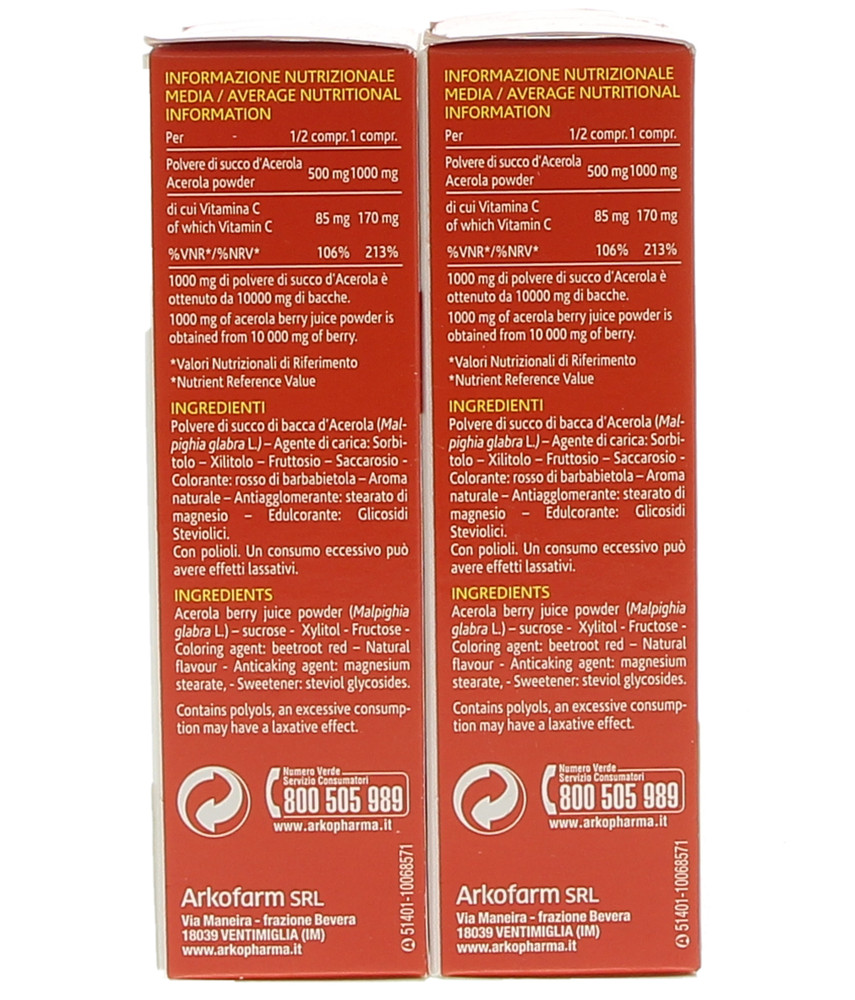 INFORMAZIONE NUTRIZIONALE
MEDIA / AVERAGE NUTRITIONAL
INFORMATION
Per - 1/2 compr. 1 compr.
Polvere di succo d'Acerola
Acerola powder 500 mg 1000 mg
di cui Vitamina C
of which Vitamin C 85 mg 170 mg
%VNR*/%NRV* 106% 213%
1000 mg di polvere di succo d'Acerola è
ottenuto da 10000 mg di bacche.
1000 mg of acerola berry juice powder is
obtained from 10 000 mg of berry.
*Valori Nutrizionali di Riferimento
*Nutrient Reference Value
INGREDIENTI
Polvere di succo di bacca d'Acerola (Mal-
pighia glabra L.) – Agente di carica: Sorbi-
tolo – Xilitolo – Fruttosio – Saccarosio -
Colorante: rosso di barbabietola – Aroma
naturale – Antiagglomerante: stearato di
magnesio – Edulcorante: Glicosidi
Steviolici.
Con polioli. Un consumo eccessivo può
avere effetti lassativi.
INGREDIENTS
Acerola berry juice powder (Malpighia
glabra L.) – sucrose - Xylitol - Fructose -
Coloring agent: beetroot red – Natural
flavour - Anticaking agent: magnesium
stearate, - Sweetener: steviol glycosides.
Contains polyols, an excessive consump-
tion may have a laxative effect.
Numero Verde
Servizio Consumatori
800 505 989
www.arkopharma.it
Arkofarm SRL
Via Maneira - frazione Bevera
18039 VENTIMIGLIA (IM)
www.arkopharma.it
51401-10068571
INFORMAZIONE NUTRIZIONALE
MEDIA / AVERAGE NUTRITIONAL
INFORMATION
Per 1/2 compr. 1 compr.
Polvere di succo d'Acerola
Acerola powder 500 mg 1000 mg
di cui Vitamina C
of which Vitamin C 85 mg 170 mg
%VNR*/%NRV* 106% 213%
1000 mg di polvere di succo d'Acerola è
ottenuto da 10000 mg di bacche.
1000 mg of acerola berry juice powder is
obtained from 10 000 mg of berry.
*Valori Nutrizionali di Riferimento
*Nutrient Reference Value
INGREDIENTI
Polvere di succo di bacca d'Acerola (Mal-
pighia glabra L.) – Agente di carica: Sorbi-
tolo – Xilitolo – Fruttosio – Saccarosio -
Colorante: rosso di barbabietola – Aroma
naturale – Antiagglomerante: stearato di
magnesio – Edulcorante: Glicosidi
Steviolici.
Con polioli. Un consumo eccessivo può
avere effetti lassativi.
INGREDIENTS
Acerola berry juice powder (Malpighia
glabra L.) – sucrose - Xylitol - Fructose -
Coloring agent: beetroot red – Natural
flavour - Anticaking agent: magnesium
stearate, - Sweetener: steviol glycosides.
Contains polyols, an excessive consump-
tion may have a laxative effect.
Numero Verde
Servizio Consumatori
800 505 989
www.arkopharma.it
Arkofarm SRL
Via Maneira - frazione Bevera
18039 VENTIMIGLIA (IM)
www.arkopharma.it
51401-10068571